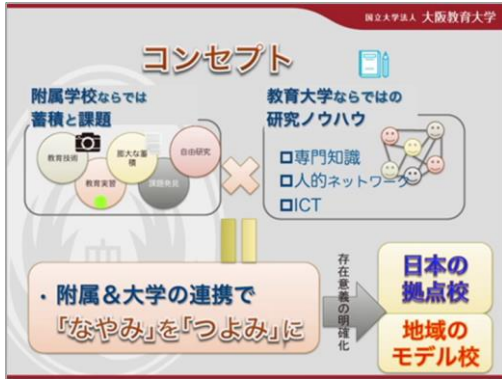 国立大学法人 大阪教育大学
コンセプト
附属学校ならでは
蓄積と課題
教育技術
膨大な蓄
積
自由研究
教育実習
課題発見
教育大学ならではの
研究ノウハウ
専門知識
人的ネットワーク
ICT
・附属&大学の連携で
「なやみ」を「つよみ」に
存在意義の明確化
日本の
拠点校
地域の
モデル校